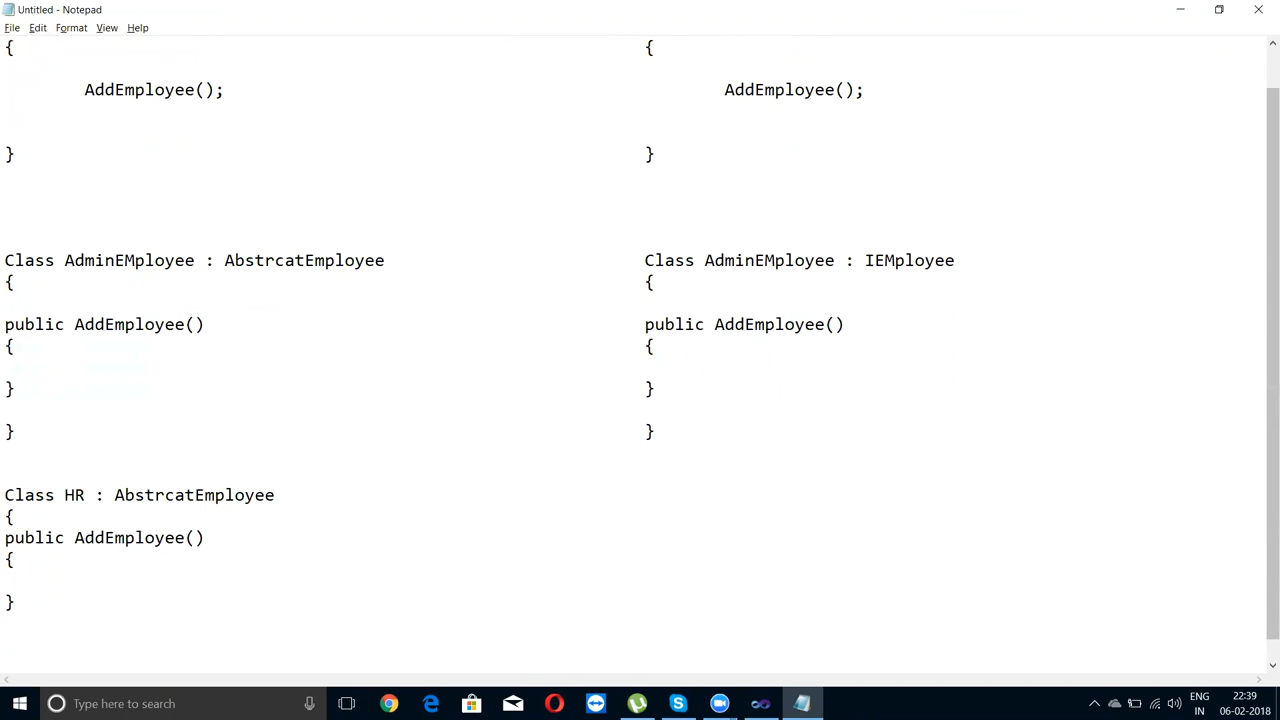 Untitled - Notepad
File Edit Format View Help
{ {
AddEmployee(); AddEmployee();
} }
Class AdminEMployee : AbstrcatEmployee Class AdminEMployee : IEMployee
{ {
public AddEmployee() public AddEmployee()
{ {
} }
} }
Class HR : AbstrcatEmployee
{
public AddEmployee()
{
}
Type here to search
ENG 22:39
IN 06-02-2018